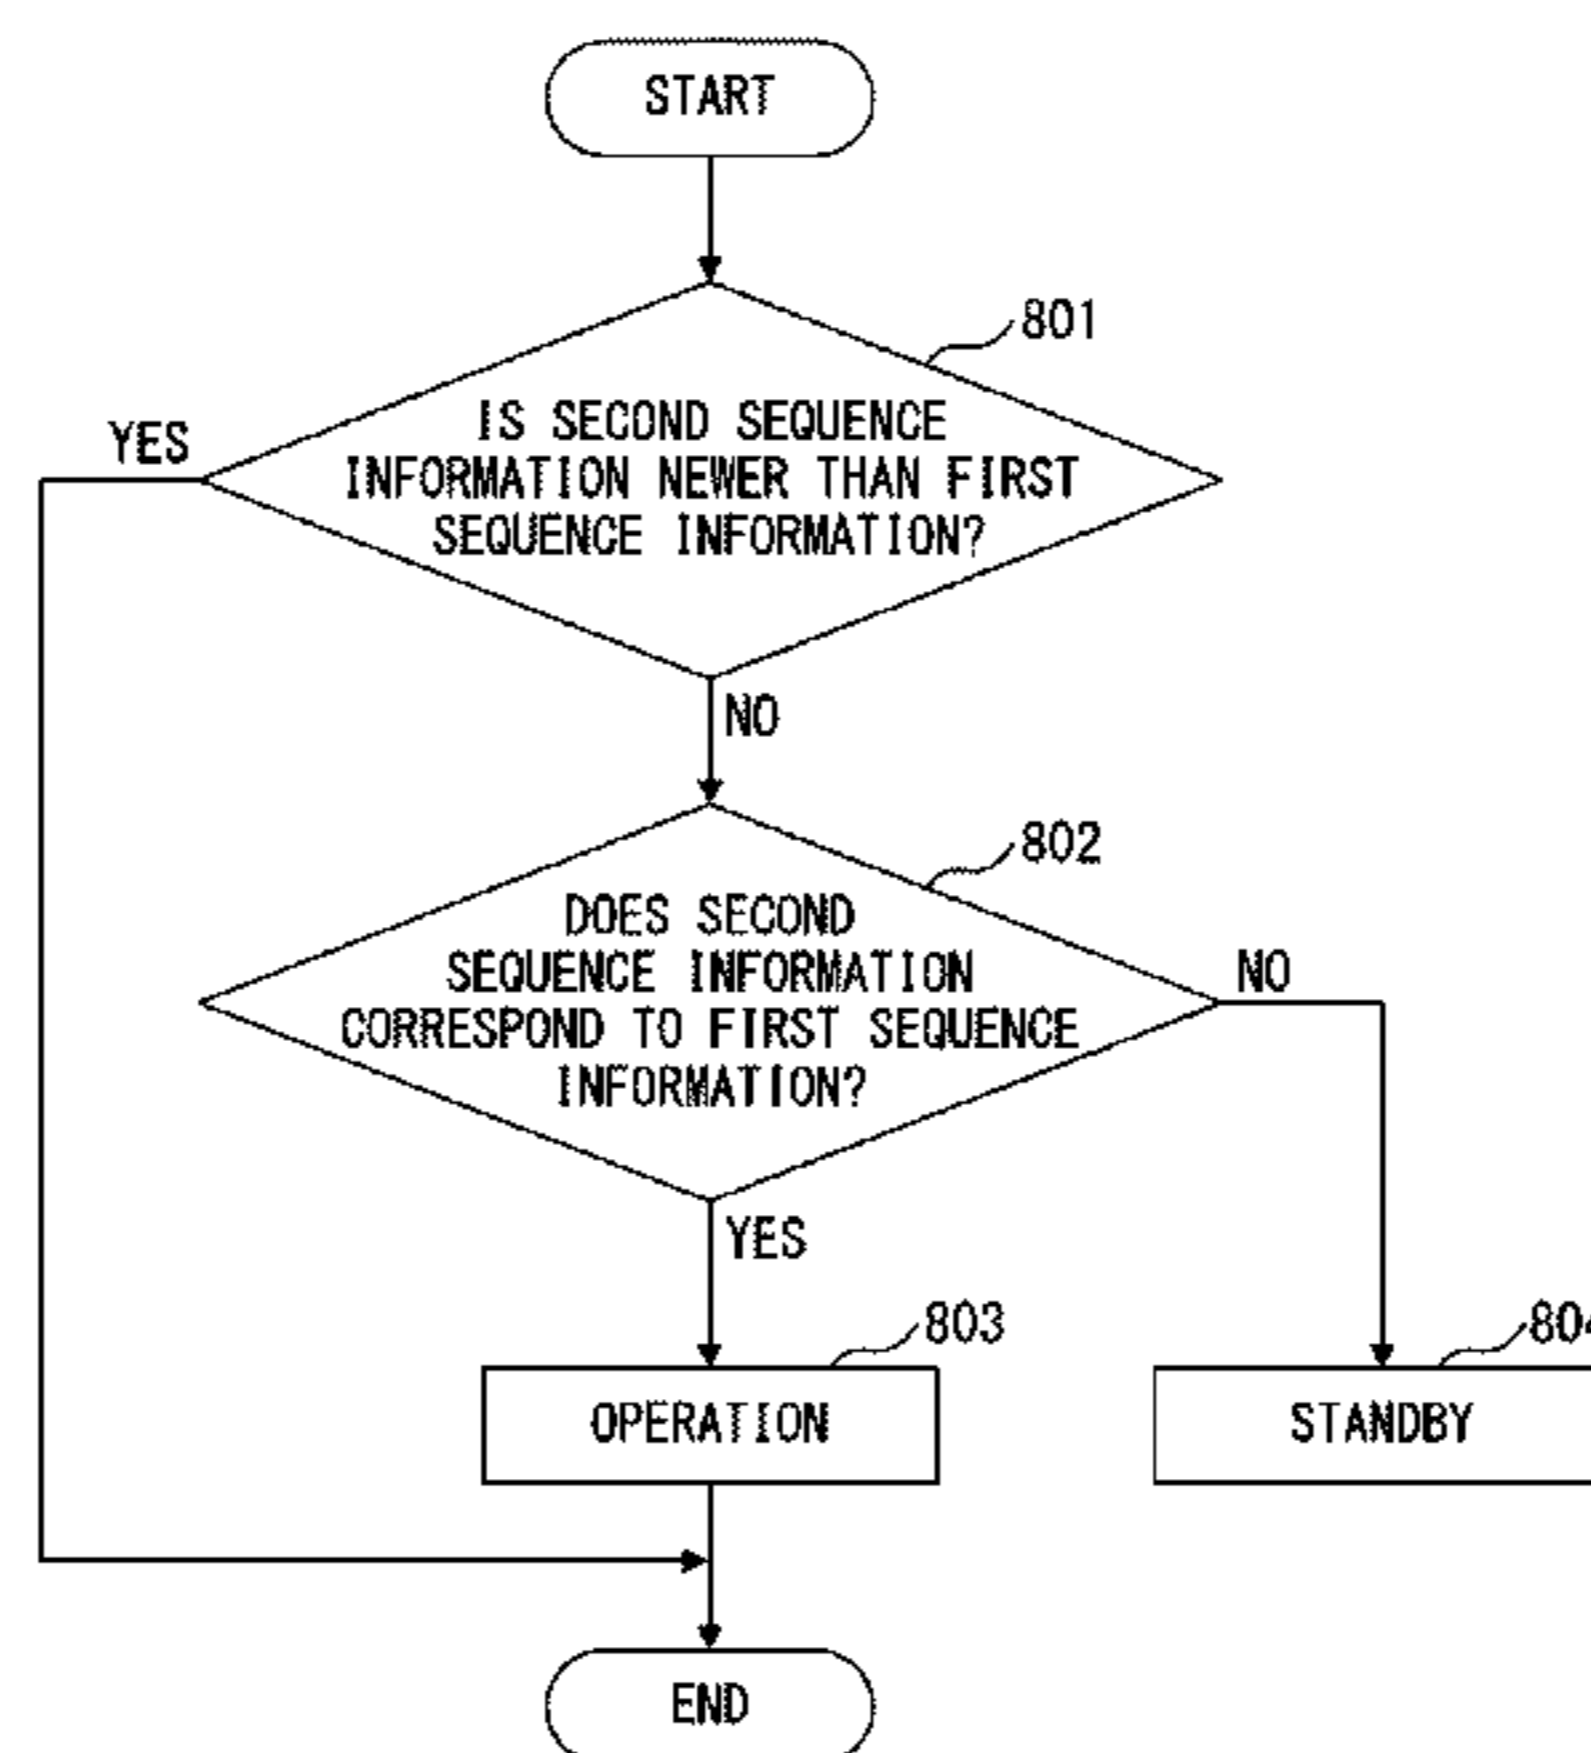 START
801
IS SECOND SEQUENCE
INFORMATION NEWER THAN FIRST
SEQUENCE INFORMATION?
YES
NO
802
DOES SECOND
SEQUENCE INFORMATION
CORRESPOND TO FIRST SEQUENCE
INFORMATION?
NO
YES
803
OPERATION
804
STANDBY
END